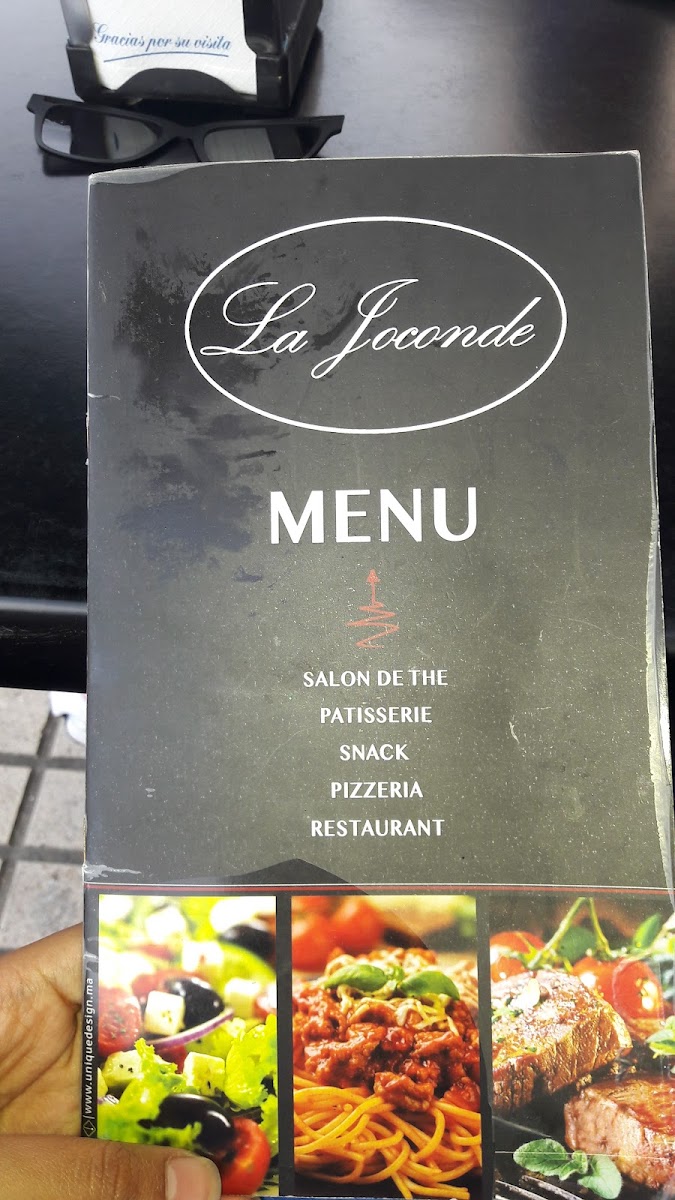 Gracias por su visita
La Joconde
MENU
SALON DE THE
PATISSERIE
SNACK
PIZZERIA
RESTAURANT
www.uniquedesign.ma